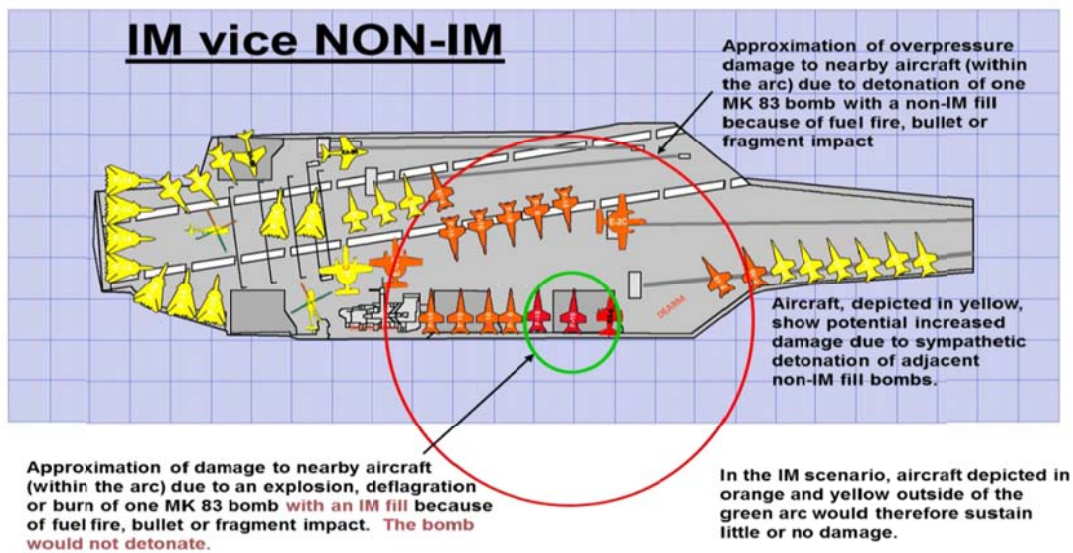 IM vice NON-IM
Approximation of overpressure
damage to nearby aircraft (within
the arc) due to detonation of one
MK 83 bomb with a non-IM fill
because of fuel fire, bullet or
fragment impact
E-2C
Aircraft, depicted in yellow,
show potential increased
damage due to sympathetic
detonation of adjacent
non-IM fill bombs.
Approximation of damage to nearby aircraft
(within the arc) due to an explosion, deflagration
or burn of one MK 83 bomb with an IM fill because
of fuel fire, bullet or fragment impact. The bomb
would not detonate.
In the IM scenario, aircraft depicted in
orange and yellow outside of the
green arc would therefore sustain
little or no damage.